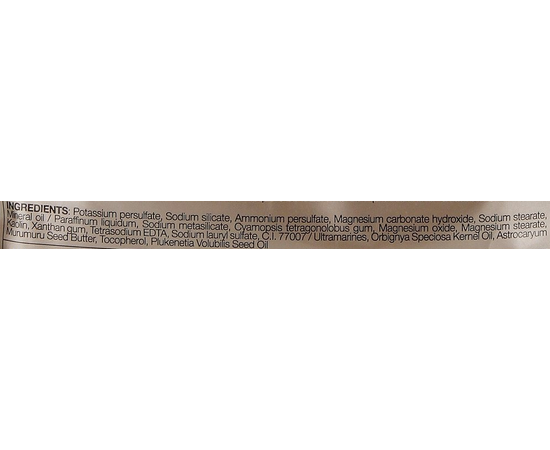 INGREDIENTS: Potassium persulfate, Sodium silicate, Ammonium persulfate, Magnesium carbonate hydroxide, Sodium stearate,
Mineral oil / Paraffinum liquidum, Sodium metasilicate, Cyamopsis tetragonolobus gum, Magnesium oxide, Magnesium stearate,
Kaolin, Xanthan gum, Tetrasodium EDTA, Sodium lauryl sulfate, C.I. 77007 / Ultramarines, Orbignya Speciosa Kernel Oil, Astrocaryum
Murumuru Seed Butter, Tocopherol, Plukenetia Volubilis Seed Oil